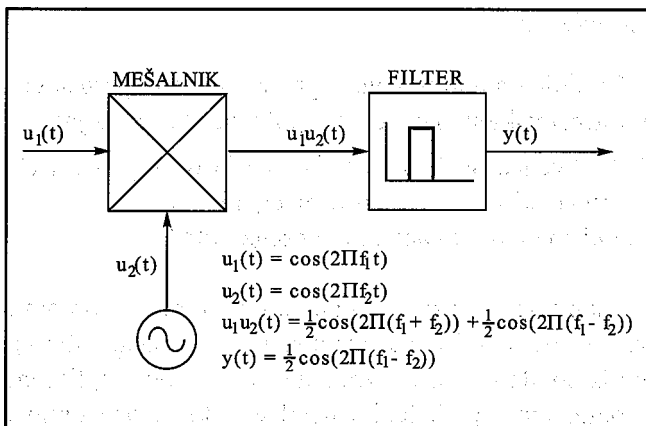 MEŠALNIK
FILTER
u₁(t)
u₁u₂(t)
y(t)
u₂(t)
u₁(t) = cos(2Πf₁t)
u₂(t) = cos(2Πf₂t)
u₁u₂(t) = ½cos(2Π(f₁+ f₂)) + ½cos(2Π(f₁- f₂))
y(t) = ½cos(2Π(f₁- f₂))